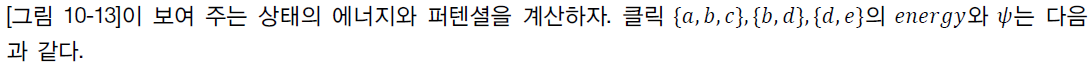 [그림 10-13]이 보여 주는 상태의 에너지와 퍼텐셜을 계산하자. 클릭 {a, b, c}, {b, d}, {d, e}의 energy와 ψ는 다음
과 같다.